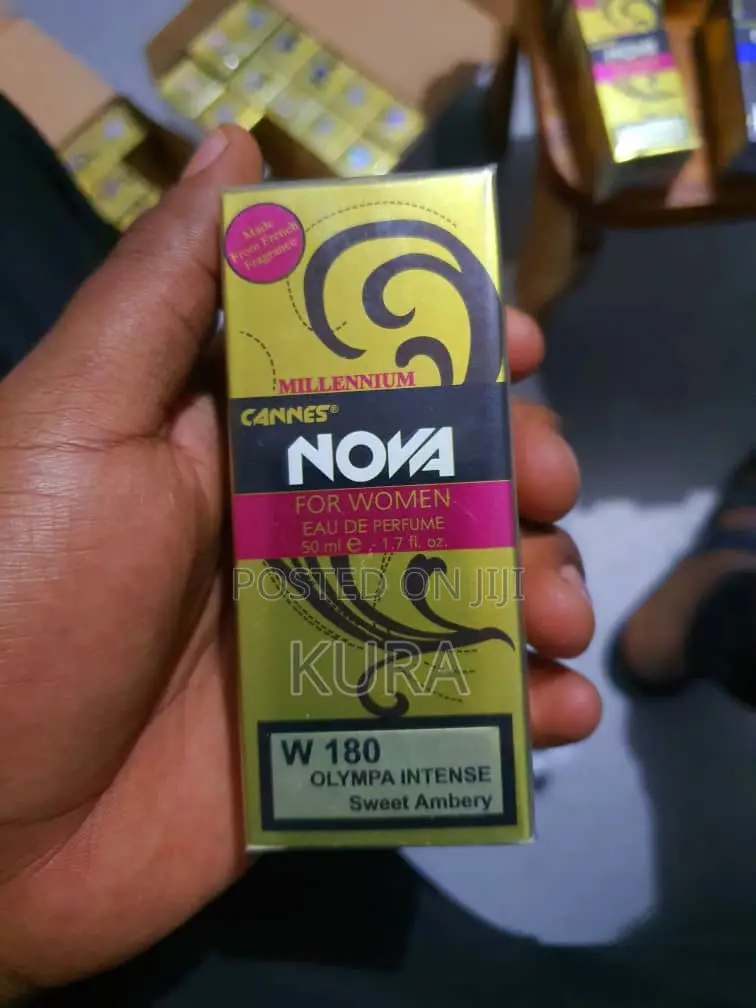 Made
From French
Fragrance
MILLENNIUM
CANNES®
NOVA
FOR WOMEN
EAU DE PERFUME
50 ml e - 1.7 fl. oz.
POSTED ON JIJI
KURA
W 180
OLYMPA INTENSE
Sweet Ambery
NOVA